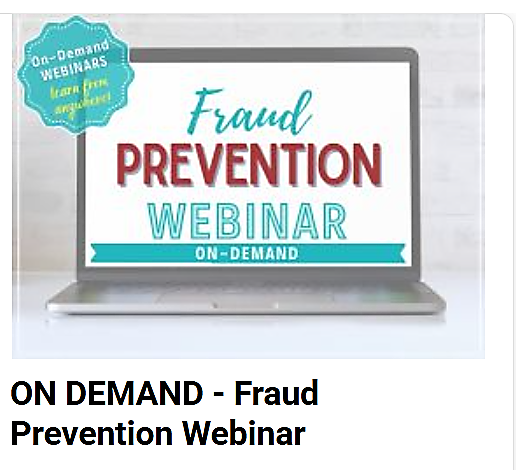 On-Demand
WEBINARS
learn from
anywhere!
Fraud
PREVENTION
WEBINAR
ON-DEMAND
ON DEMAND - Fraud
Prevention Webinar